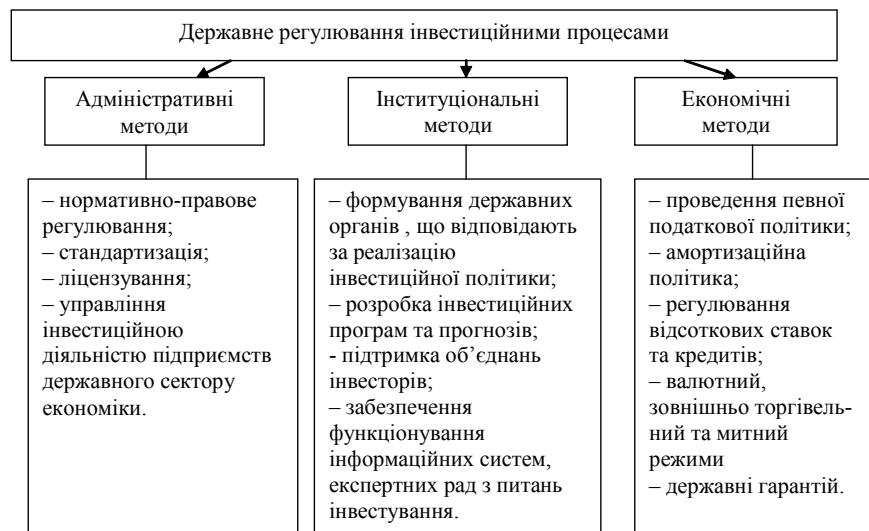 Державне регулювання інвестиційними процесами
Адміністративні
методи
Інституціональні
методи
Економічні
методи
– нормативно-правове
регулювання;
– стандартизація;
– ліцензування;
– управління
інвестиційною
діяльністю підприємств
державного сектору
економіки.
– формування державних
органів , що відповідають
за реалізацію
інвестиційної політики;
– розробка інвестиційних
програм та прогнозів;
- підтримка об’єднань
інвесторів;
– забезпечення
функціонування
інформаційних систем,
експертних рад з питань
інвестування.
– проведення певної
податкової політики;
– амортизаційна
політика;
– регулювання
відсоткових ставок
та кредитів;
– валютний,
зовнішньо торгівель-
ний та митний
режими
– державні гарантій.